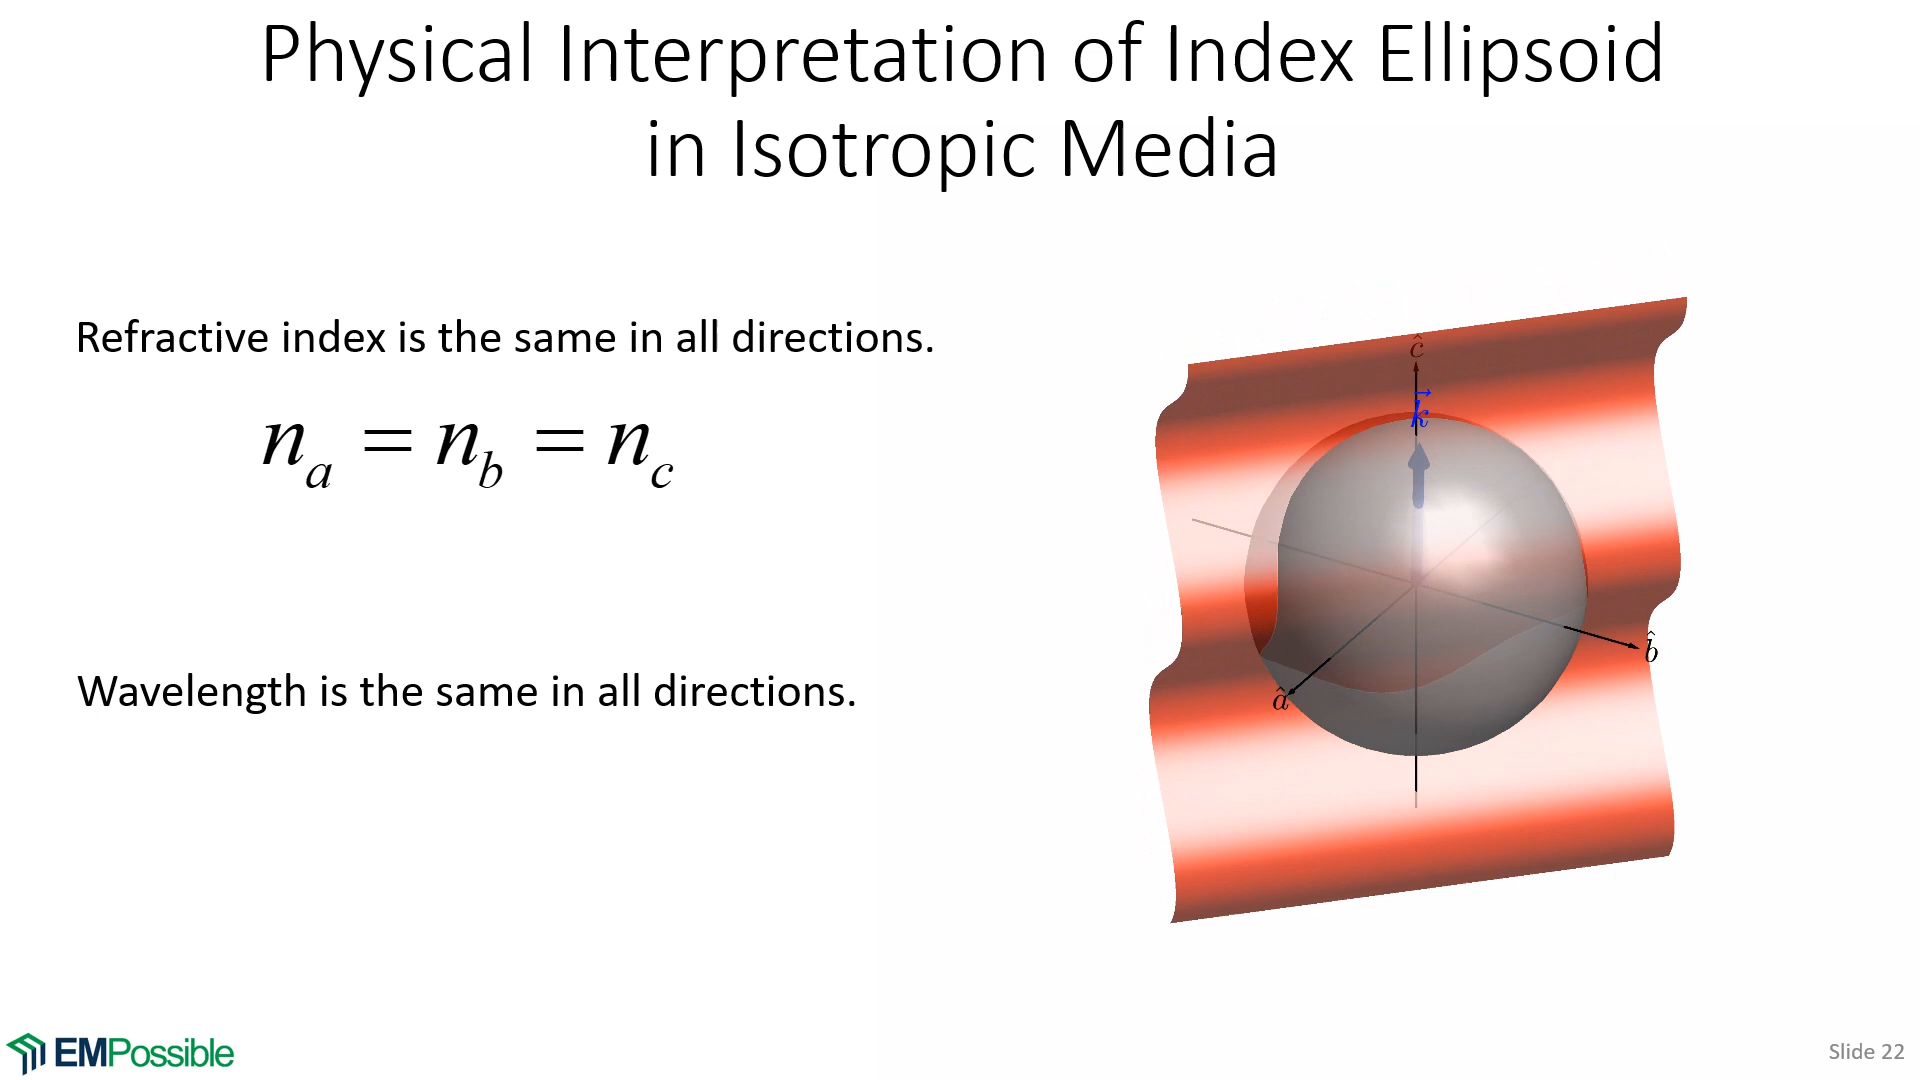 Physical Interpretation of Index Ellipsoid
in Isotropic Media
Refractive index is the same in all directions.
n_a = n_b = n_c
Wavelength is the same in all directions.
ĉ
k⃗
b̂
â
EMPossible
Slide 22